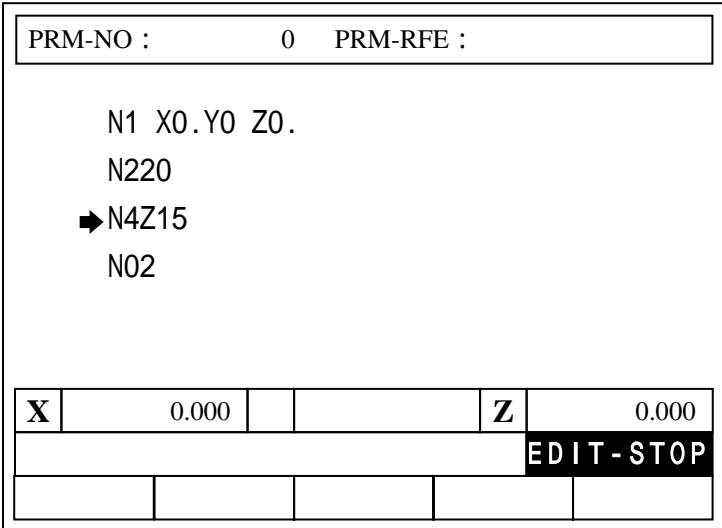 PRM-NO : 0 PRM-RFE :
N1 X0.Y0 Z0.
N220
N4Z15
N02
X 0.000 Z 0.000
EDIT-STOP